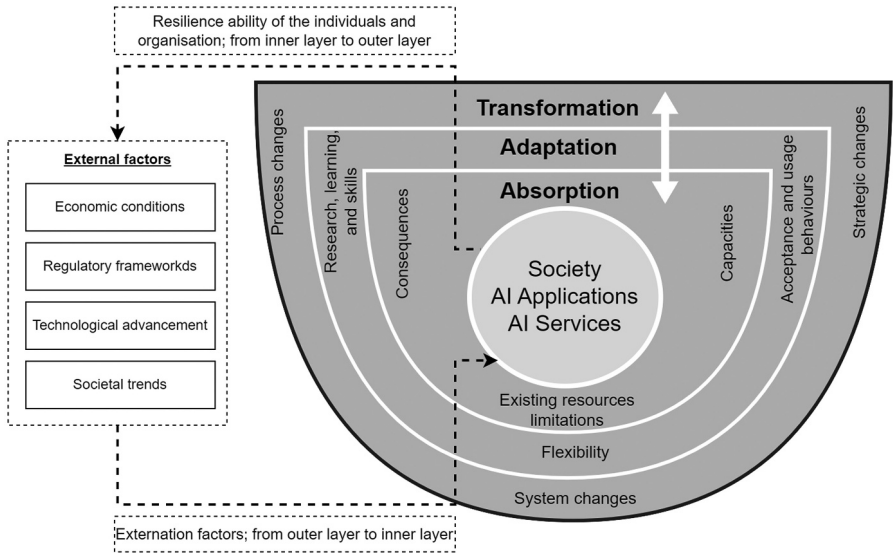 Resilience ability of the individuals and
organisation; from inner layer to outer layer
External factors
Economic conditions
Regulatory frameworkds
Technological advancement
Societal trends
Externation factors; from outer layer to inner layer
Transformation
Adaptation
Absorption
Process changes
Research, learning,
and skills
Consequences
Society
AI Applications
AI Services
Capacities
Acceptance and usage
behaviours
Strategic changes
Existing resources
limitations
Flexibility
System changes